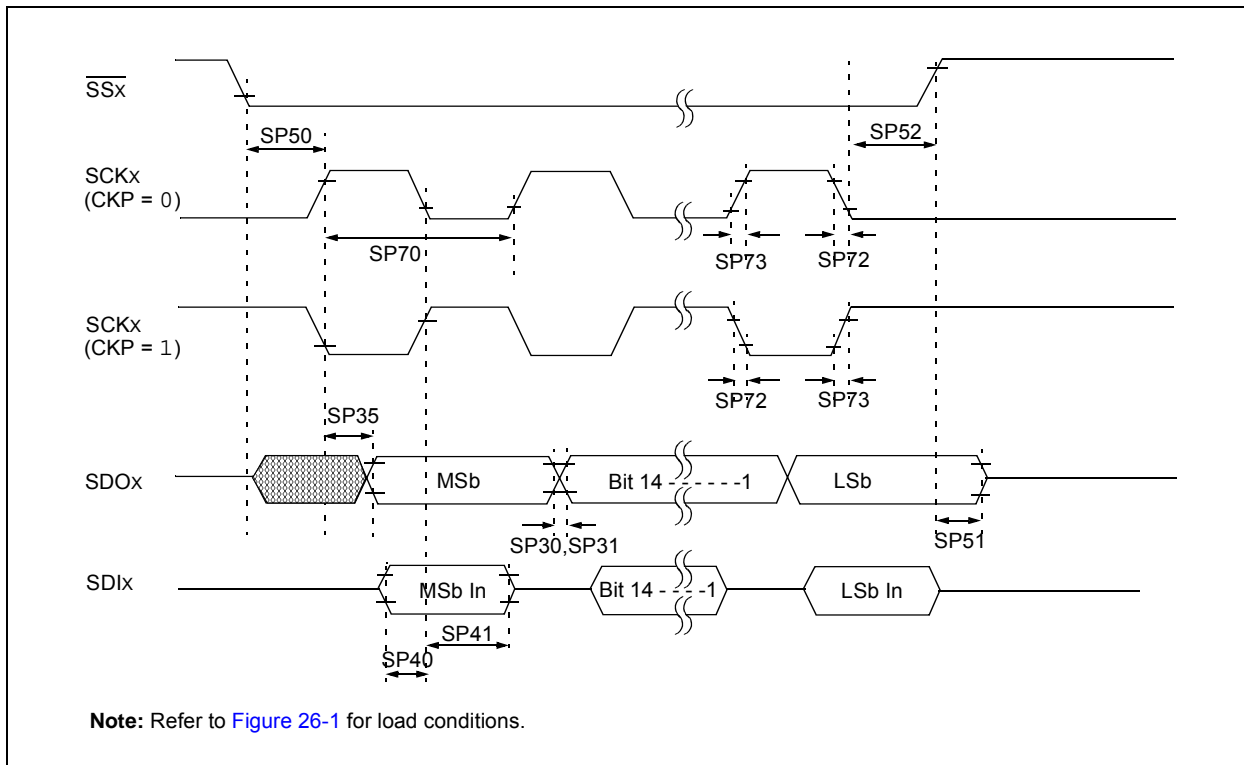 SSx
SP50
SP52
SCKx
(CKP = 0)
SP70
SP73
SP72
SCKx
(CKP = 1)
SP72
SP73
SP35
SDOx
MSb
Bit 14 - - - - - - -1
LSb
SP30,SP31
SP51
SDIx
MSb In
Bit 14 - - - - -1
LSb In
SP41
SP40
Note: Refer to Figure 26-1 for load conditions.